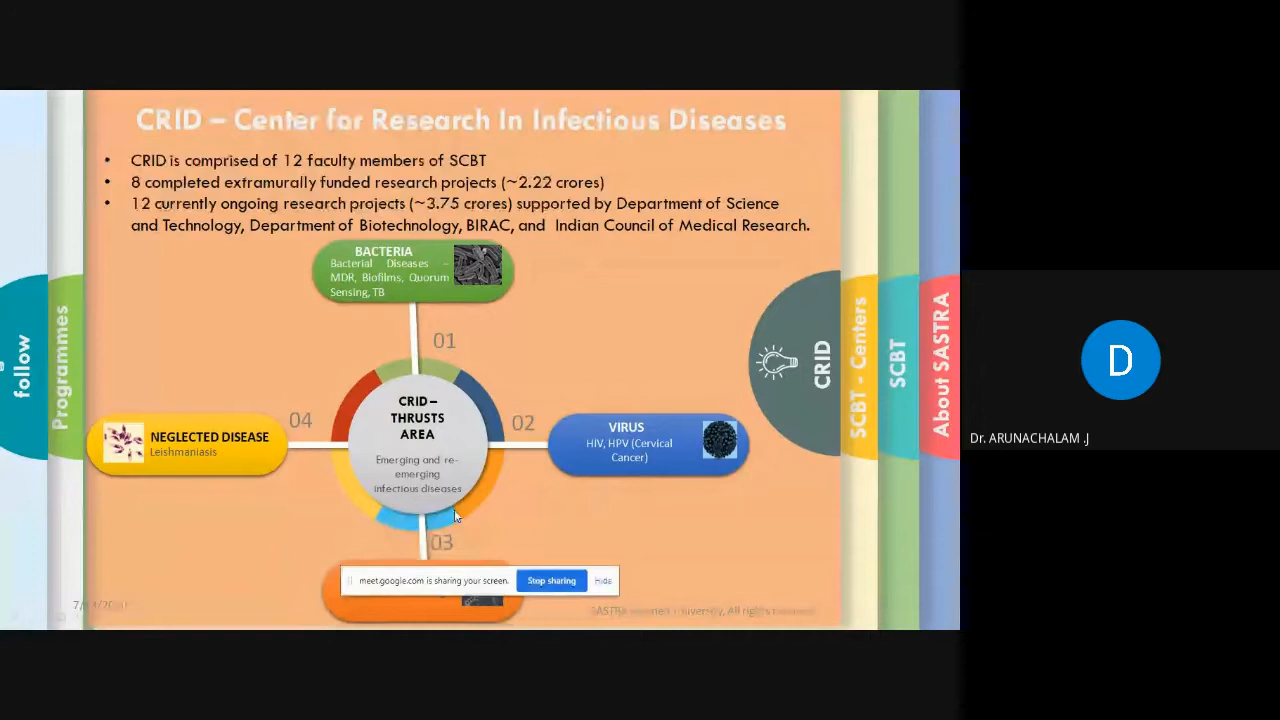 CRID – Center for Research In Infectious Diseases
• CRID is comprised of 12 faculty members of SCBT
• 8 completed extramurally funded research projects (~2.22 crores)
• 12 currently ongoing research projects (~3.75 crores) supported by Department of Science
and Technology, Department of Biotechnology, BIRAC, and Indian Council of Medical Research.
BACTERIA
Bacterial Diseases –
MDR, Biofilms, Quorum
Sensing, TB
01
CRID –
THRUSTS
AREA
Emerging and re-
emerging
infectious diseases
02
VIRUS
HIV, HPV (Cervical
Cancer)
03
04
NEGLECTED DISEASE
Leishmaniasis
meet.google.com is sharing your screen.
Stop sharing
Hide
All rights
follow
Programmes
CRID
SCBT - Centers
SCBT
About SASTRA
D
Dr. ARUNACHALAM .J